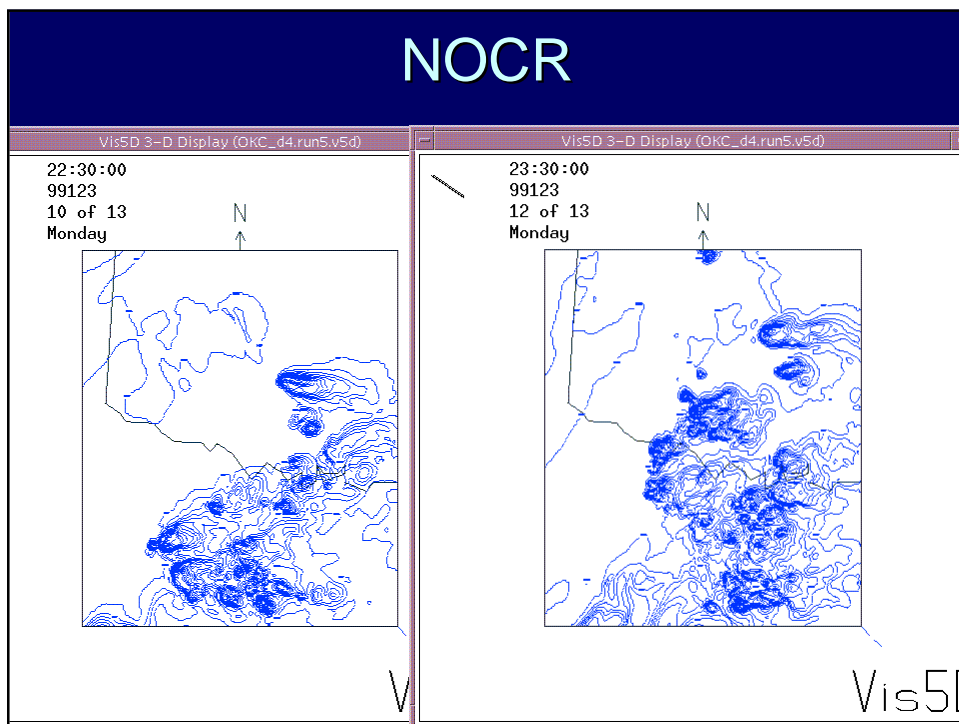 NOCR
Vis5D 3-D Display (OKC_d4.run5.v5d)
22:30:00
99123
10 of 13
Monday
N
V
Vis5D 3-D Display (OKC_d4.run5.v5d)
23:30:00
99123
12 of 13
Monday
N
Vis5D